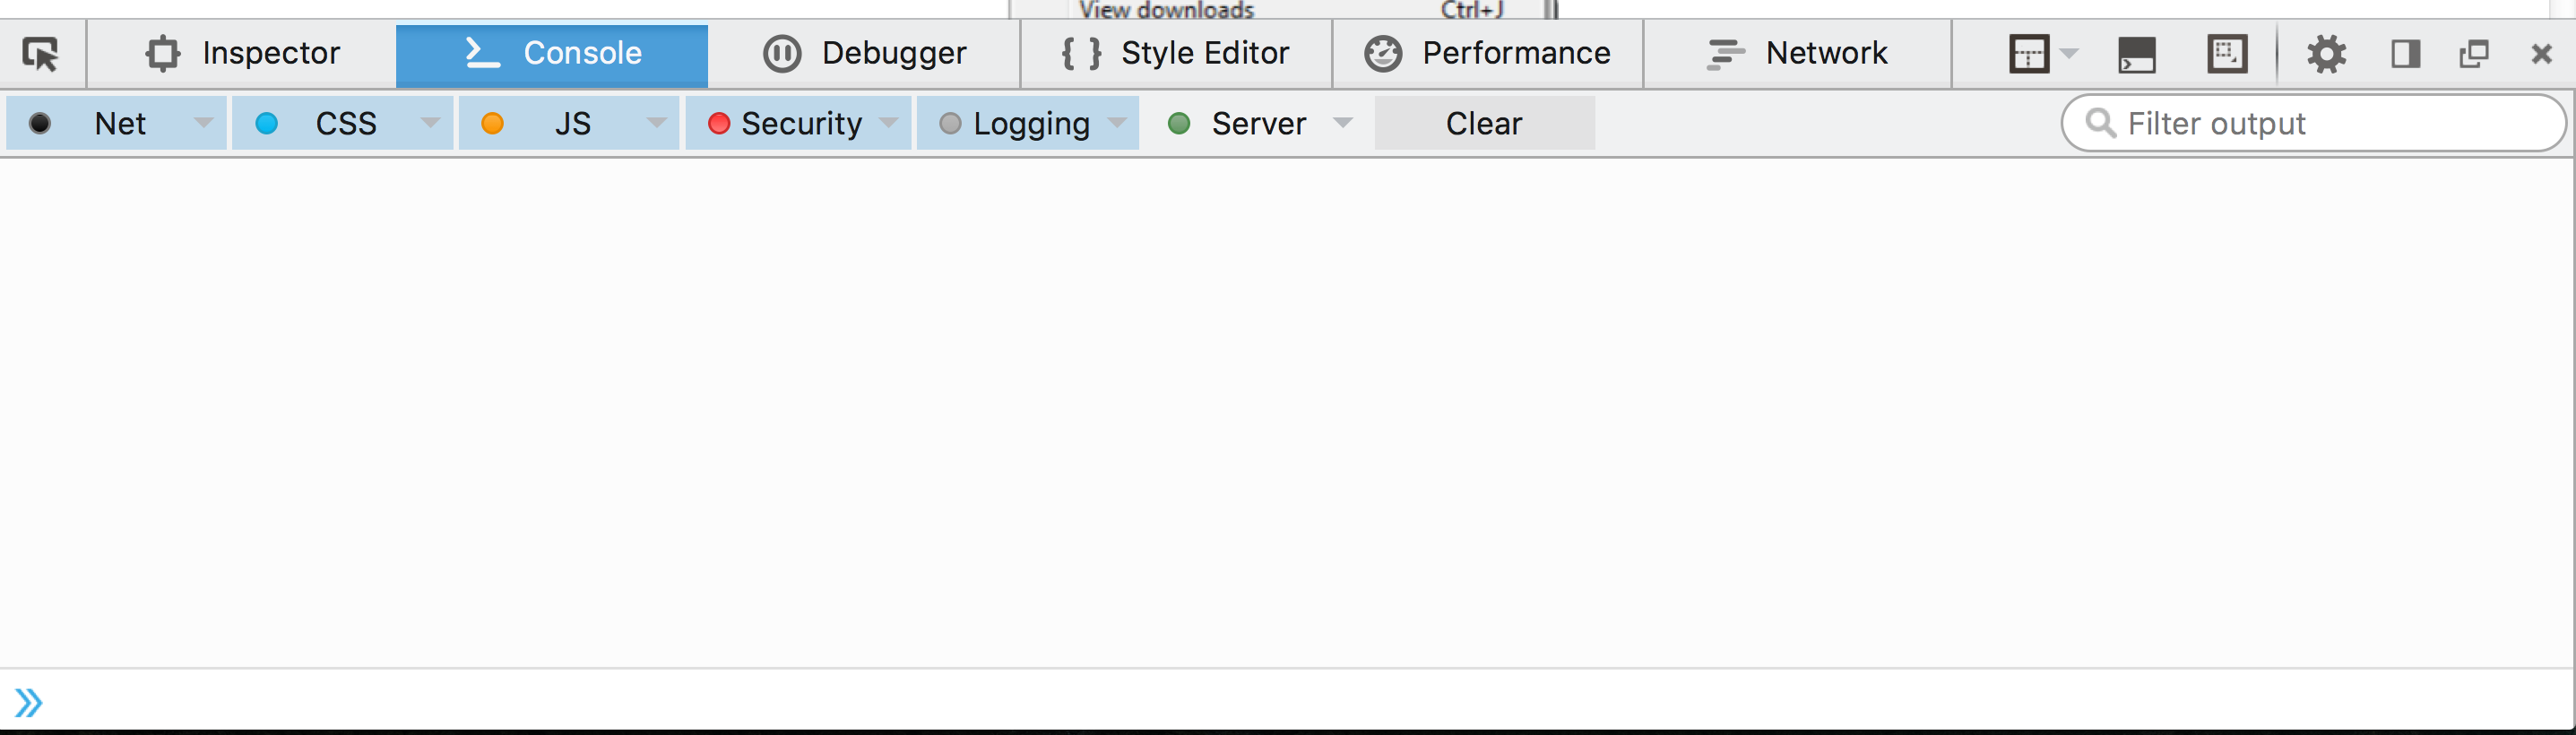 View downloads Ctrl+J
Inspector Console Debugger { } Style Editor Performance Network
Net CSS JS Security Logging Server Clear Filter output